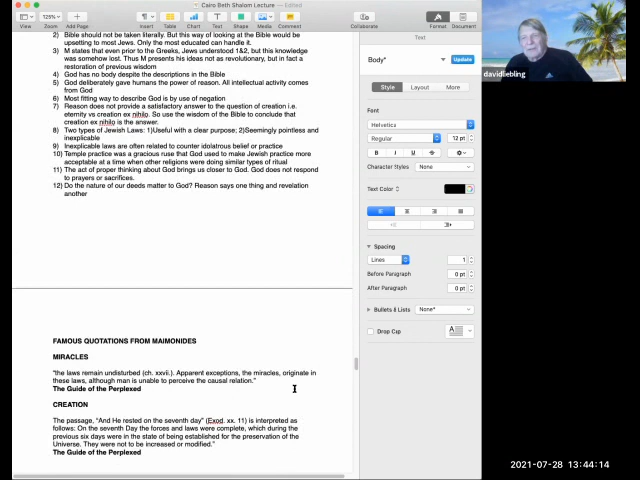 Cairo Beth Shalom Lecture — Edited
125%
View
Zoom
Add Page
Insert
Table
Chart
Text
Shape
Media
Comment
Collaborate
Format
Document
2) Bible should not be taken literally. But this way of looking at the Bible would be
upsetting to most Jews. Only the most educated can handle it.
3) M states that even prior to the Greeks, Jews understood 1&2, but this knowledge
was somehow lost. Thus M presents his ideas not as revolutionary, but in fact a
restoration of previous wisdom
4) God has no body despite the descriptions in the Bible
5) God deliberately gave humans the power of reason. All intellectual activity comes
from God
6) Most fitting way to describe God is by use of negation
7) Reason does not provide a satisfactory answer to the question of creation i.e.
eternity vs creation ex nihilo. So use the wisdom of the Bible to conclude that
creation ex nihilo is the answer.
8) Two types of Jewish Laws: 1)Useful with a clear purpose; 2)Seemingly pointless and
inexplicable
9) Inexplicable laws are often related to counter idolatrous belief or practice
10) Temple practice was a gracious ruse that God used to make Jewish practice more
acceptable at a time when other religions were doing similar types of ritual
11) The act of proper thinking about God brings us closer to God. God does not respond
to prayers or sacrifices.
12) Do the nature of our deeds matter to God? Reason says one thing and revelation
another
FAMOUS QUOTATIONS FROM MAIMONIDES
MIRACLES
"the laws remain undisturbed (ch. xxvii.). Apparent exceptions, the miracles, originate in
these laws, although man is unable to perceive the causal relation."
The Guide of the Perplexed
CREATION
The passage, "And He rested on the seventh day" (Exod. xx. 11) is interpreted as
follows: On the seventh Day the forces and laws were complete, which during the
previous six days were in the state of being established for the preservation of the
Universe. They were not to be increased or modified."
The Guide of the Perplexed
Text
Body*
Update
Style
Layout
More
Font
Helvetica
Regular
12 pt
B I U S
Character Styles
None
Text Color
Spacing
Lines
1
Before Paragraph
0 pt
After Paragraph
0 pt
Bullets & Lists
None*
Drop Cap
A
davidliebling
2021-07-28 13:44:14